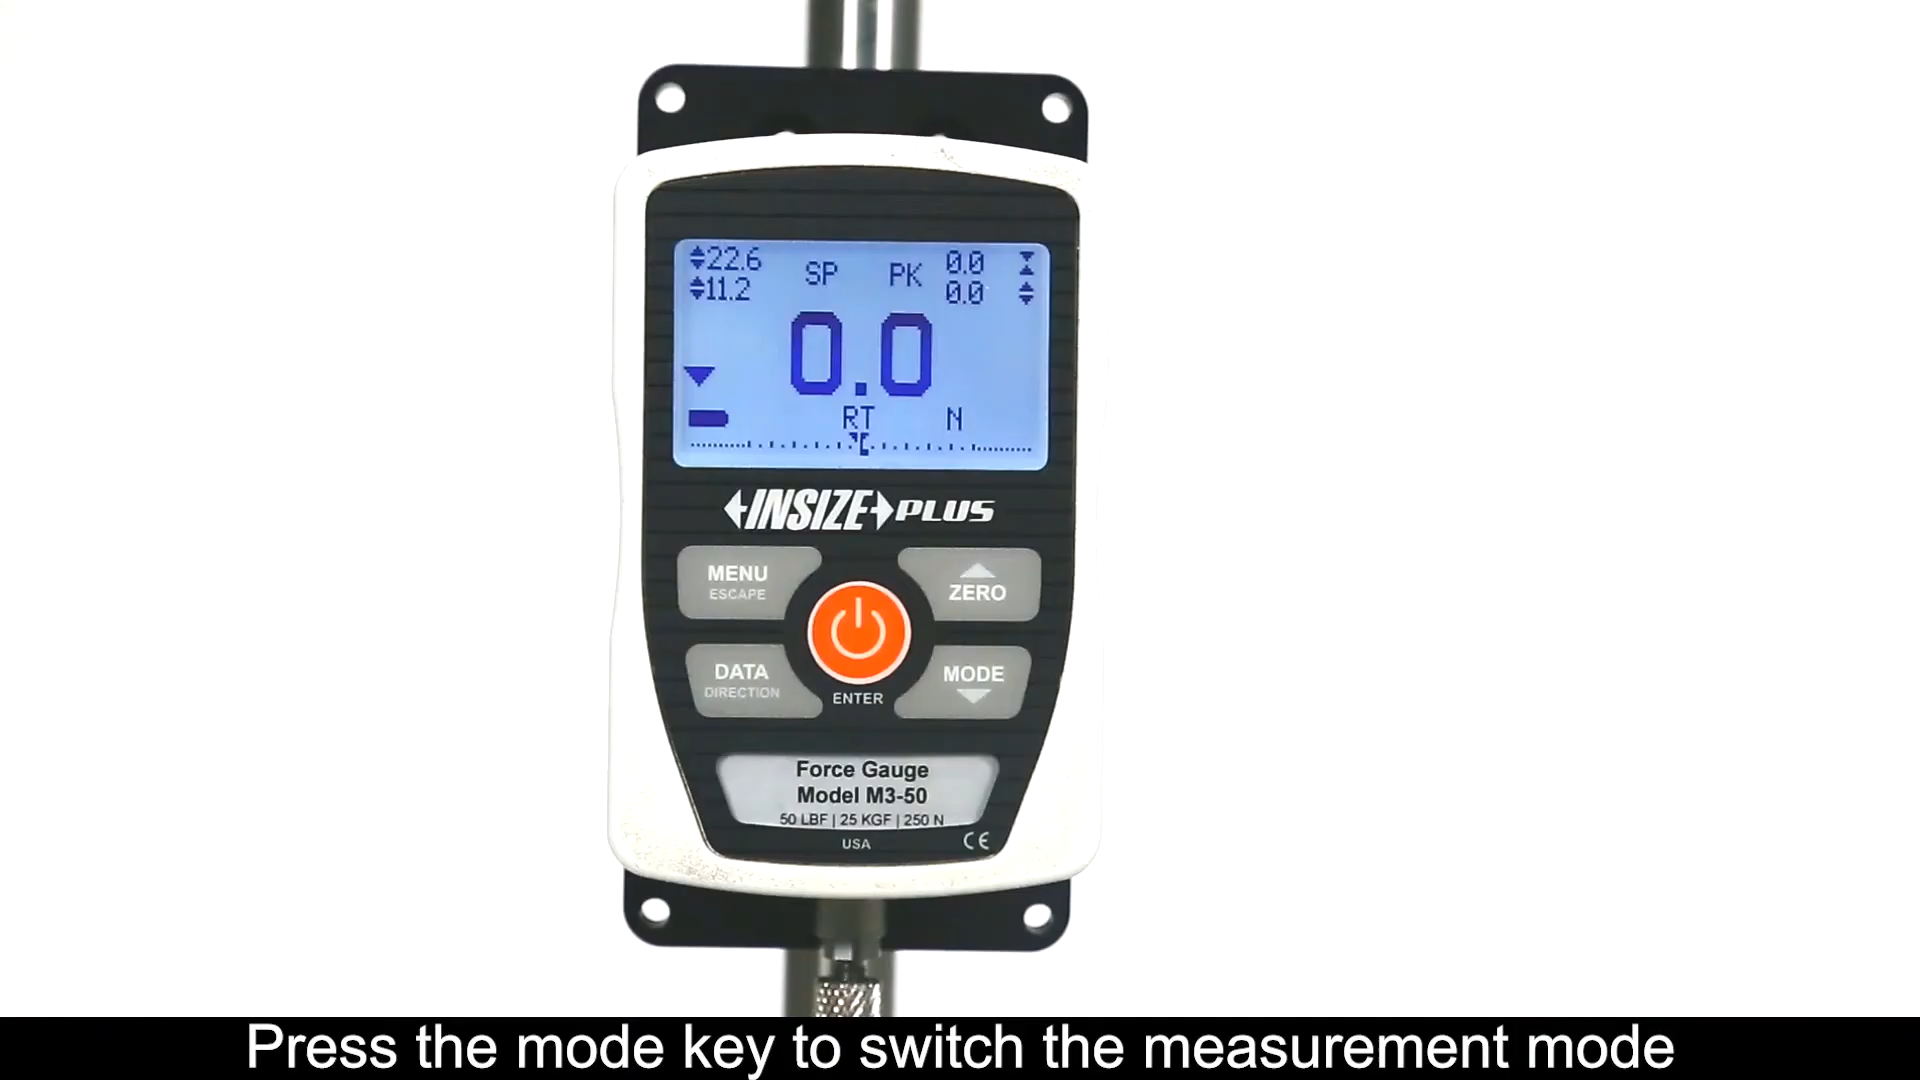 22.6
11.2
SP
PK
0.0
0.0
0.0
RT
N
INSIZE PLUS
MENU
ESCAPE
ZERO
DATA
DIRECTION
MODE
ENTER
Force Gauge
Model M3-50
50 LBF | 25 KGF | 250 N
USA
CE
Press the mode key to switch the measurement mode